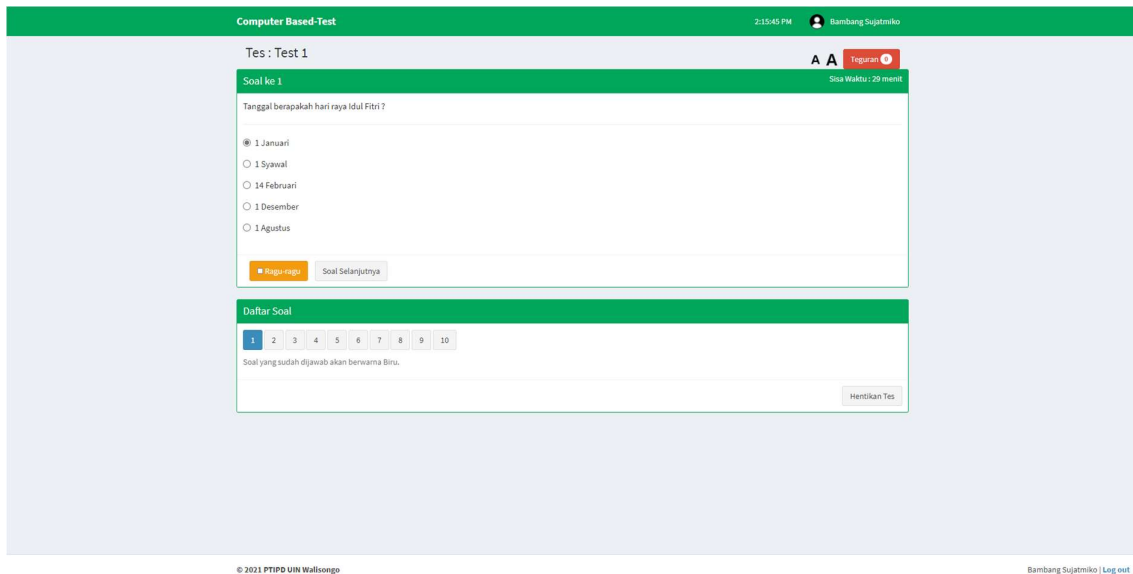 Computer Based-Test 2:15:45 PM Bambang Sujatmiko
Tes : Test 1
A A Teguran 0
Soal ke 1 Sisa Waktu : 29 menit
Tanggal berapakah hari raya Idul Fitri ?
1 Januari
1 Syawal
14 Februari
1 Desember
1 Agustus
Ragu-ragu Soal Selanjutnya
Daftar Soal
1 2 3 4 5 6 7 8 9 10
Soal yang sudah dijawab akan berwarna Biru.
Hentikan Tes
© 2021 PTIPD UIN Walisongo Bambang Sujatmiko | Log out